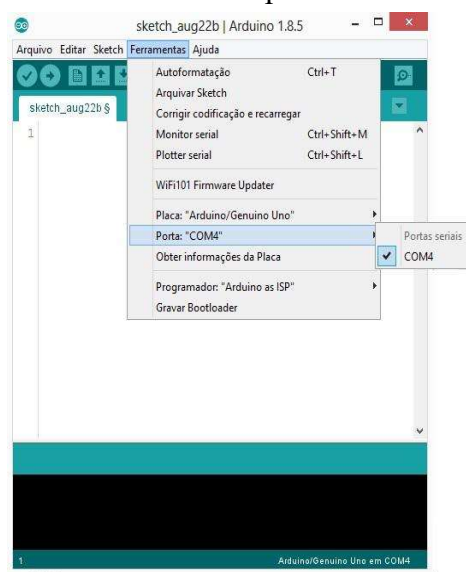 sketch_aug22b | Arduino 1.8.5
Arquivo Editar Sketch Ferramentas Ajuda
sketch_aug22b §
1
Autoformatação Ctrl+T
Arquivar Sketch
Corrigir codificação e recarregar
Monitor serial Ctrl+Shift+M
Plotter serial Ctrl+Shift+L
WiFi101 Firmware Updater
Placa: "Arduino/Genuino Uno"
Porta: "COM4"
Obter informações da Placa
Programador: "Arduino as ISP"
Gravar Bootloader
Portas seriais
COM4
1 Arduino/Genuino Uno em COM4